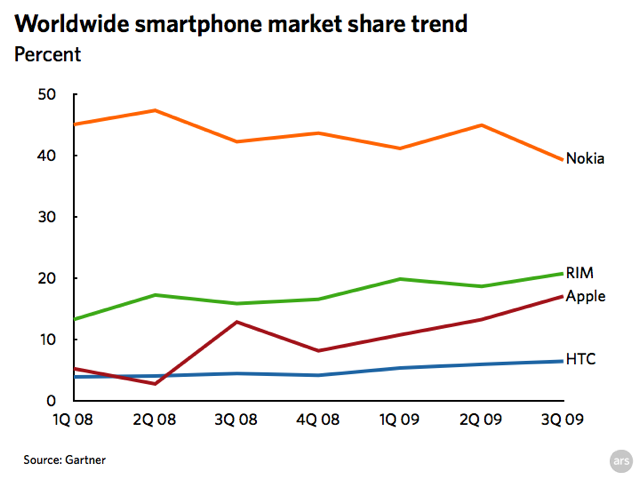 Worldwide smartphone market share trend
Percent
50
40
30
20
10
0
Nokia
RIM
Apple
HTC
1Q 08 2Q 08 3Q 08 4Q 08 1Q 09 2Q 09 3Q 09
Source: Gartner
ars